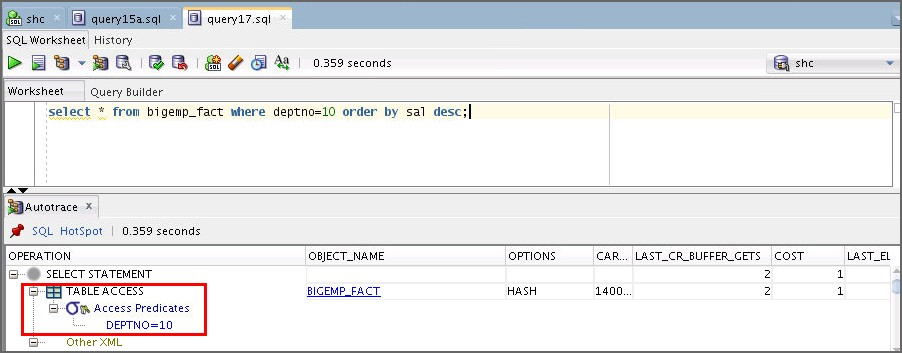 shc query15a.sql query17.sql
SQL Worksheet History
0.359 seconds shc
Worksheet Query Builder
select * from bigemp_fact where deptno=10 order by sal desc;
Autotrace
SQL HotSpot 0.359 seconds
OPERATION OBJECT_NAME OPTIONS CAR... LAST_CR_BUFFER_GETS COST LAST_EL
SELECT STATEMENT 2 1
TABLE ACCESS BIGEMP_FACT HASH 1400... 2 1
Access Predicates
DEPTNO=10
Other XML